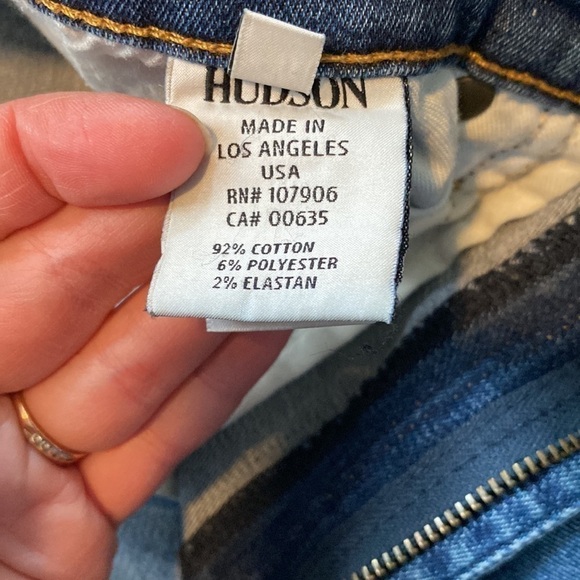 HUDSON
MADE IN
LOS ANGELES
USA
RN# 107906
CA# 00635
92% COTTON
6% POLYESTER
2% ELASTAN